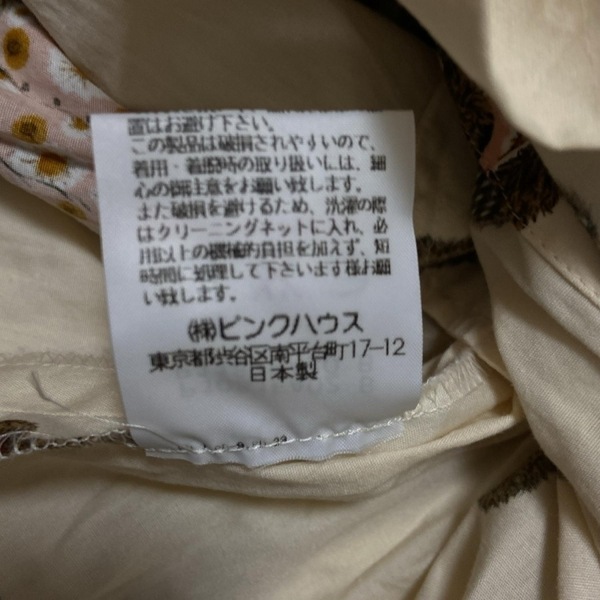 置はお避け下さい。
この製品は破損されやすいので、
着用・着脱時の取り扱いには、細
心の御注意をお願い致します。
また破損を避けるため、洗濯の際
はクリーニングネットに入れ、必
用以上の機械的負担を加えず、短
時間に処理して下さいます様お願
い致します。
㈱ピンクハウス
東京都渋谷区南平台町17-12
日本製